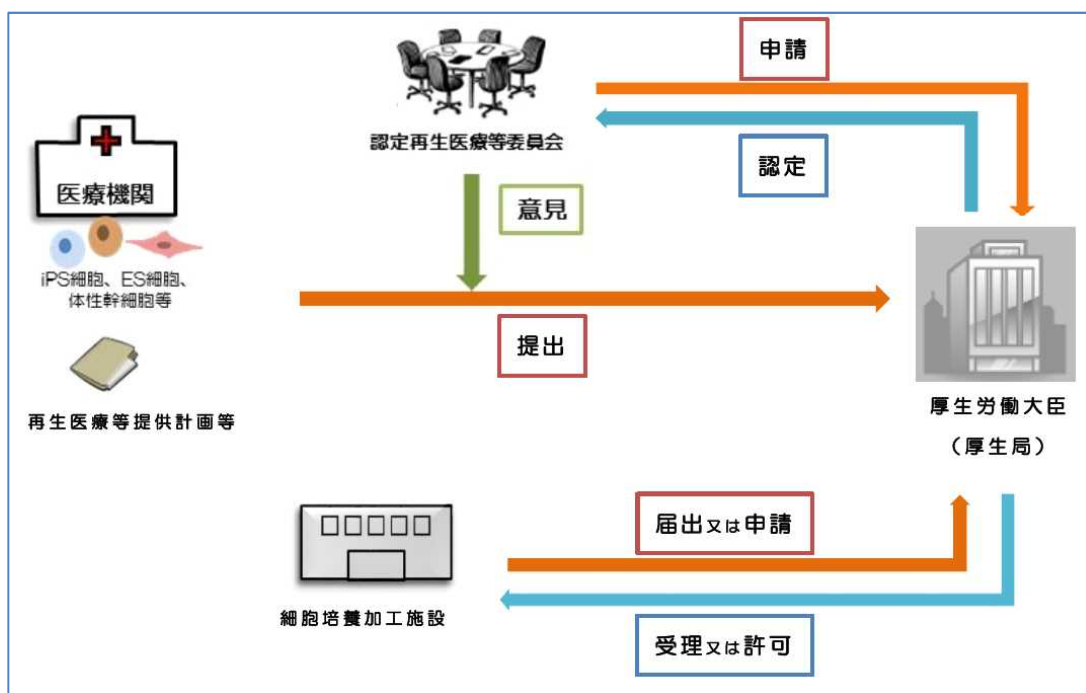 申請
認定再生医療等委員会
認定
医療機関
意見
iPS細胞、ES細胞、
体性幹細胞等
提出
再生医療等提供計画等
厚生労働大臣
（厚生局）
届出又は申請
細胞培養加工施設
受理又は許可